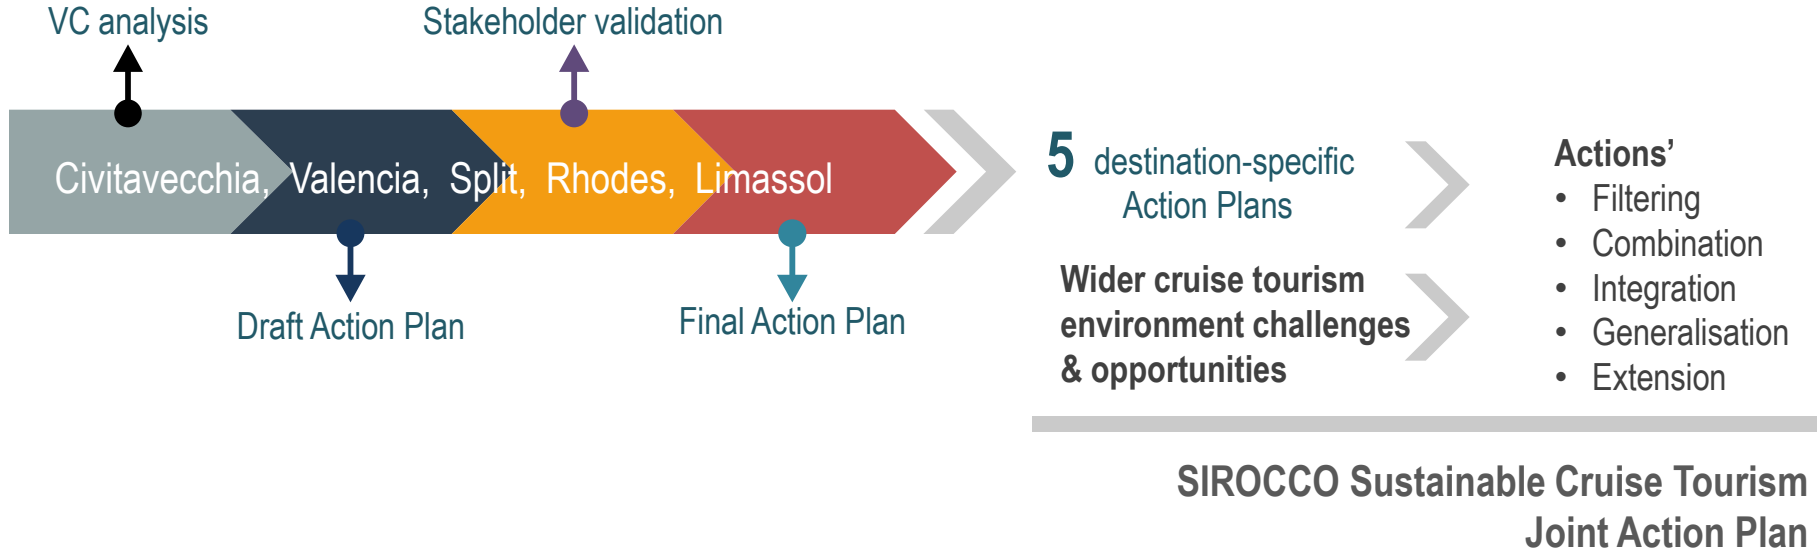 VC analysis
Stakeholder validation
Civitavecchia, Valencia, Split, Rhodes, Limassol
Draft Action Plan
Final Action Plan
5 destination-specific
Action Plans
Wider cruise tourism
environment challenges
& opportunities
Actions’
• Filtering
• Combination
• Integration
• Generalisation
• Extension
SIROCCO Sustainable Cruise Tourism
Joint Action Plan